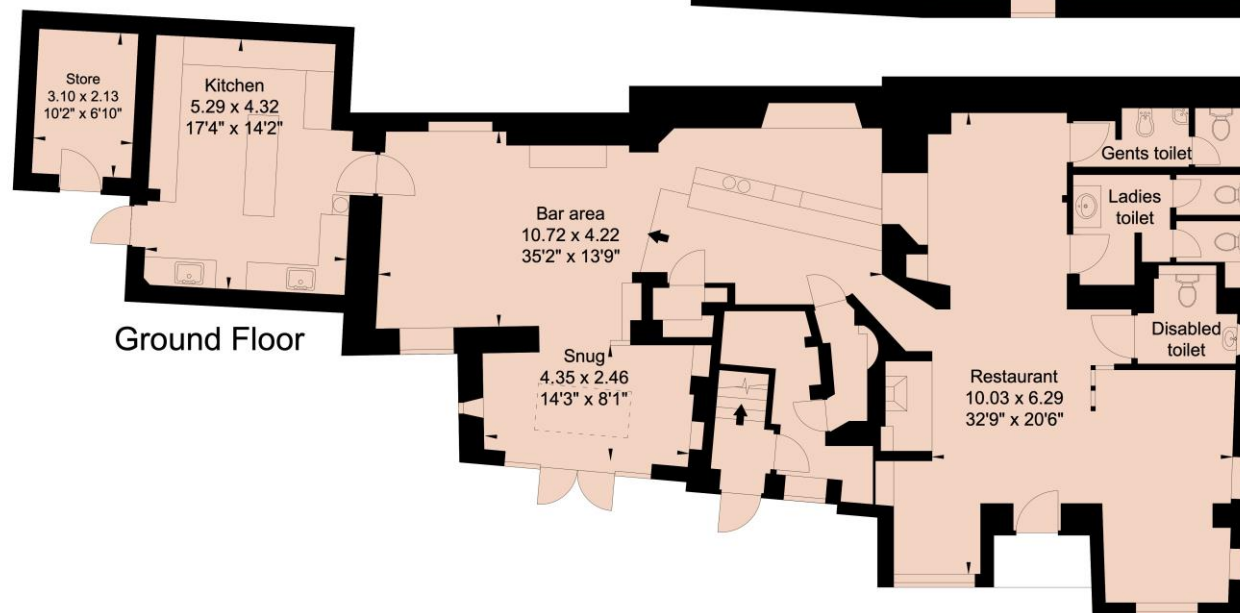 Store
3.10 x 2.13
10'2" x 6'10"
Kitchen
5.29 x 4.32
17'4" x 14'2"
Bar area
10.72 x 4.22
35'2" x 13'9"
Gents toilet
Ladies
toilet
Disabled
toilet
Ground Floor
Snug
4.35 x 2.46
14'3" x 8'1"
Restaurant
10.03 x 6.29
32'9" x 20'6"